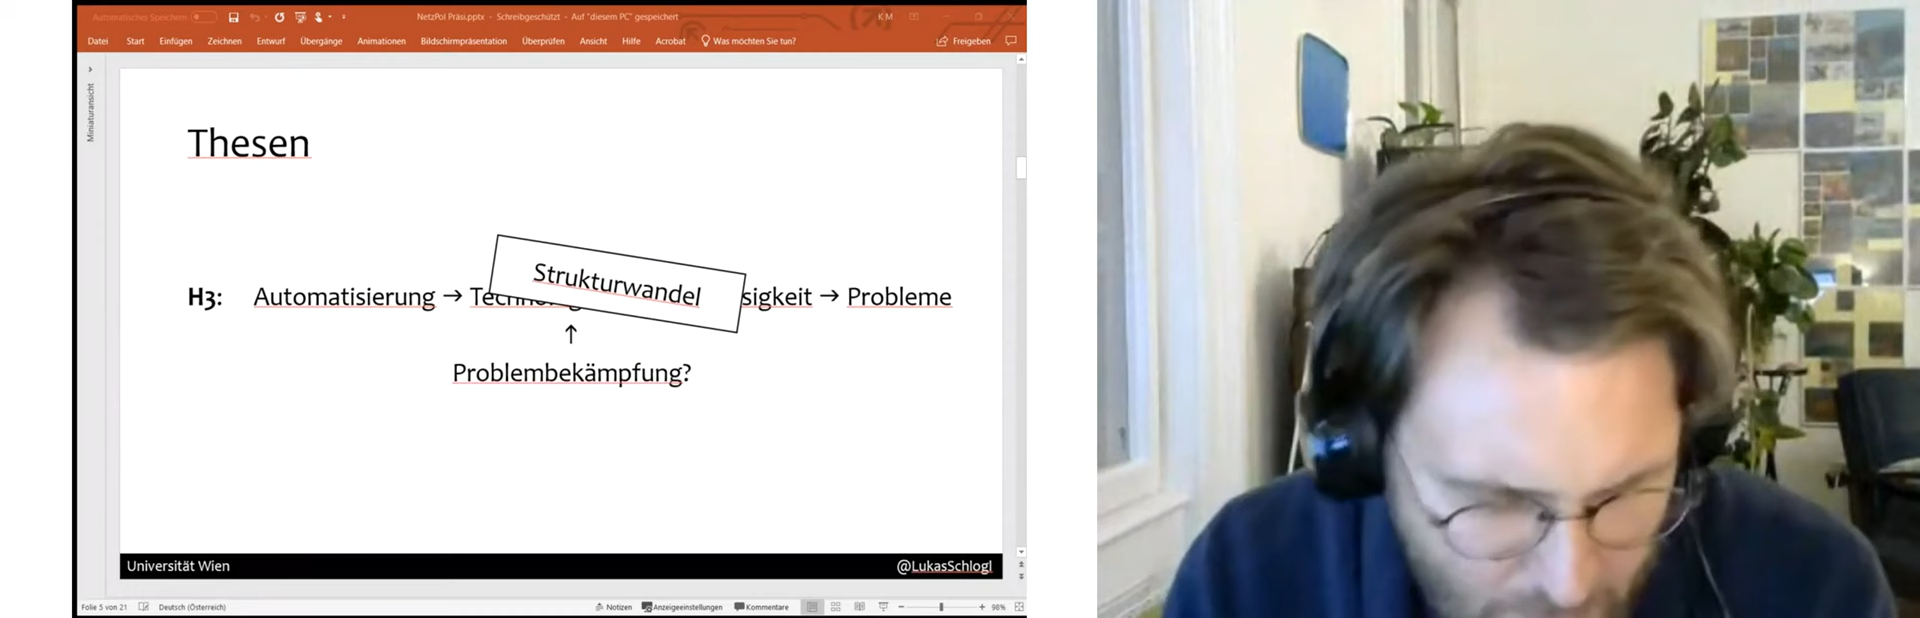 Automatisches Speichern
NetzPol Präsi.pptx - Schreibgeschützt - Auf "diesem PC" gespeichert
K M
Datei Start Einfügen Zeichnen Entwurf Übergänge Animationen Bildschirmpräsentation Überprüfen Ansicht Hilfe Acrobat Was möchten Sie tun? Freigeben
Miniaturansicht
Thesen
Strukturwandel
H3: Automatisierung → sigkeit → Probleme
↑
Problembekämpfung?
Universität Wien @LukasSchlogl
Folie 5 von 21 Deutsch (Österreich) Notizen Anzeigeeinstellungen Kommentare 98%